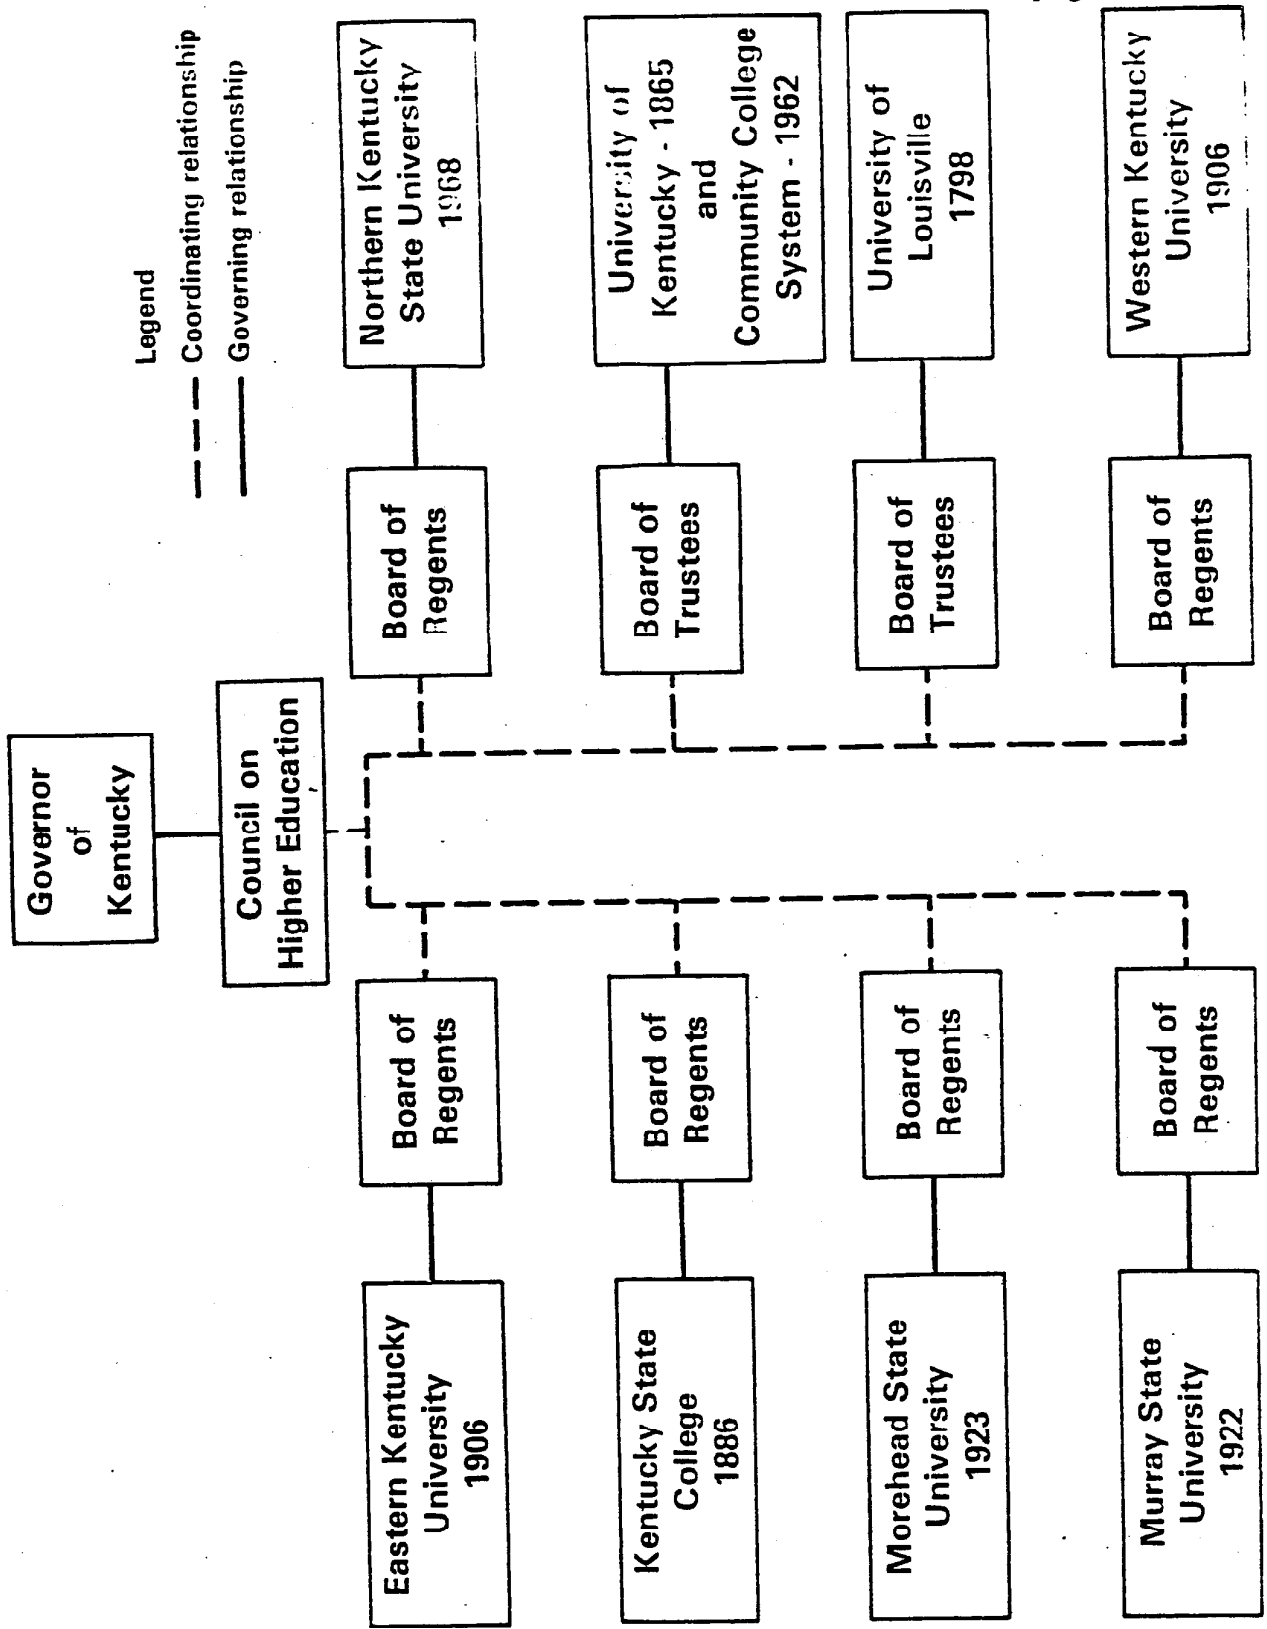 Governor
of
Kentucky
Council on
Higher Education
Legend
Coordinating relationship
Governing relationship
Eastern Kentucky
University
1906
Board of
Regents
Board of
Regents
Northern Kentucky
State University
1968
Kentucky State
College
1886
Board of
Regents
Board of
Trustees
University of
Kentucky - 1865
and
Community College
System - 1962
Morehead State
University
1923
Board of
Regents
Board of
Trustees
University of
Louisville
1798
Murray State
University
1922
Board of
Regents
Board of
Regents
Western Kentucky
University
1906